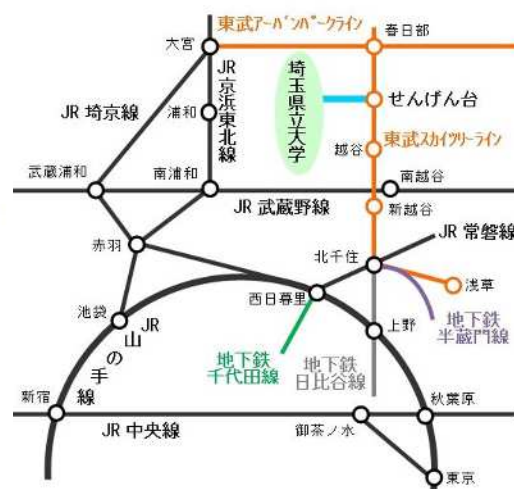 東武アーバンパークライン
大宮
春日部
JR 京浜東北線
埼玉県立大学
せんげん台
JR 埼京線
浦和
東武スカイツリーライン
越谷
武蔵浦和
南浦和
南越谷
JR 武蔵野線
新越谷
赤羽
JR 常磐線
北千住
西日暮里
浅草
池袋
JR 山の手線
上野
地下鉄
半蔵門線
地下鉄
千代田線
地下鉄
日比谷線
新宿
秋葉原
JR 中央線
御茶ノ水
東京